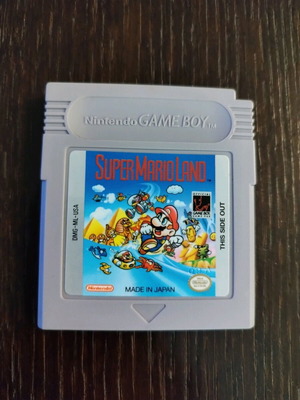 Nintendo GAME BOY
SUPER MARIO LAND
DMG-ML-USA
THIS SIDE OUT
Nintendo
MADE IN JAPAN